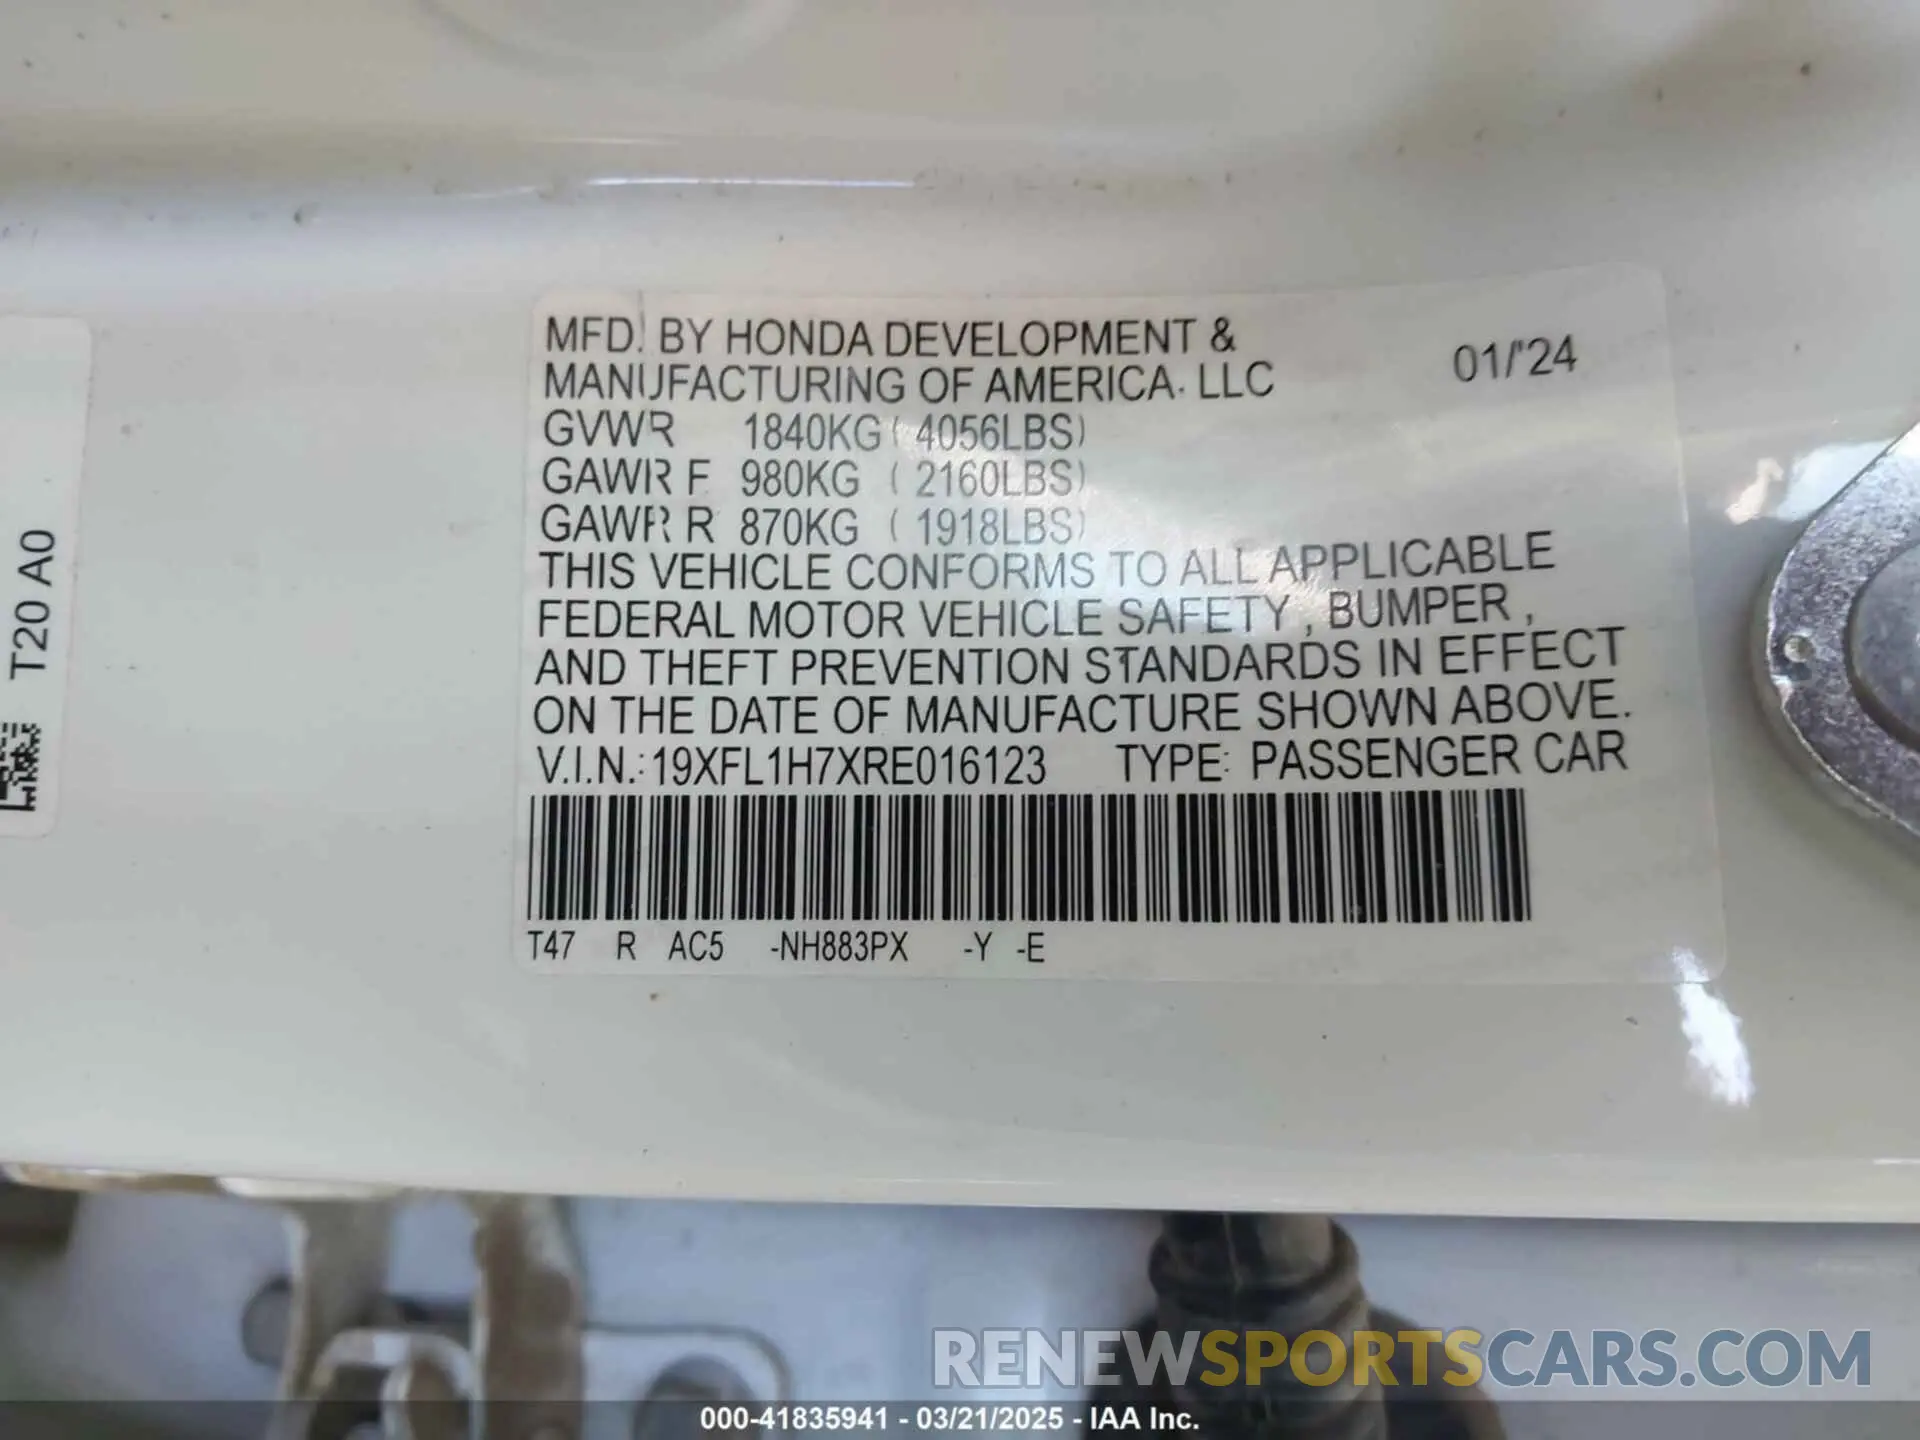 MFD. BY HONDA DEVELOPMENT &
MANUFACTURING OF AMERICA. LLC
01/'24
GVWR 1840KG ( 4056LBS)
GAWR F 980KG ( 2160LBS)
GAWR R 870KG ( 1918LBS)
THIS VEHICLE CONFORMS TO ALL APPLICABLE
FEDERAL MOTOR VEHICLE SAFETY , BUMPER ,
AND THEFT PREVENTION STANDARDS IN EFFECT
ON THE DATE OF MANUFACTURE SHOWN ABOVE.
V.I.N.: 19XFL1H7XRE016123 TYPE: PASSENGER CAR
T47 R AC5 -NH883PX -Y -E
T20 A0
RENEWSPORTSCARS.COM
000-41835941 - 03/21/2025 - IAA Inc.